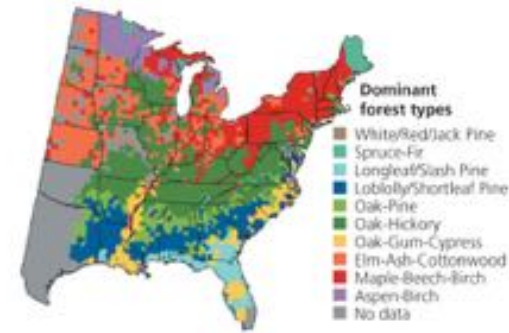 Dominant
forest types
White/Red/Jack Pine
Spruce-Fir
Longleaf/Slash Pine
Loblolly/Shortleaf Pine
Oak-Pine
Oak-Hickory
Oak-Gum-Cypress
Elm-Ash-Cottonwood
Maple-Beech-Birch
Aspen-Birch
No data